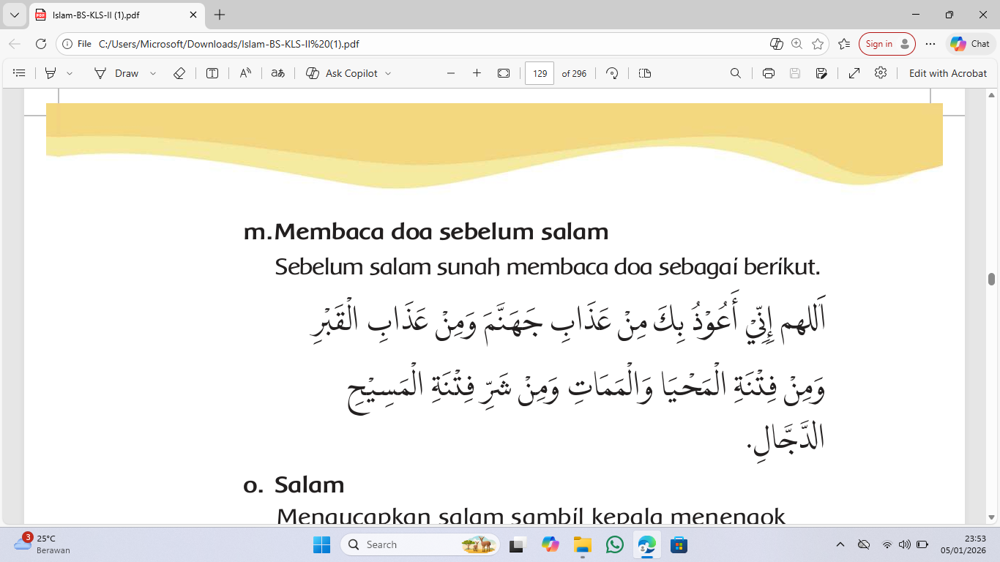 Islam-BS-KLS-II (1).pdf
File C:/Users/Microsoft/Downloads/Islam-BS-KLS-II%20(1).pdf
Sign in
Chat
Draw
Ask Copilot
129 of 296
Edit with Acrobat
m.Membaca doa sebelum salam
Sebelum salam sunah membaca doa sebagai berikut.
اَللهم إِنِّيْ أَعُوْذُ بِكَ مِنْ عَذَابِ جَهَنَّمَ وَمِنْ عَذَابِ الْقَبْرِ
وَمِنْ فِتْنَةِ الْمَحْيَا وَالْمَمَاتِ وَمِنْ شَرِّ فِتْنَةِ الْمَسِيْحِ
الدَّجَّالِ.
o. Salam
Mengucapkan salam sambil kepala menengok
3
25°C
Berawan
Search
23:53
05/01/2026